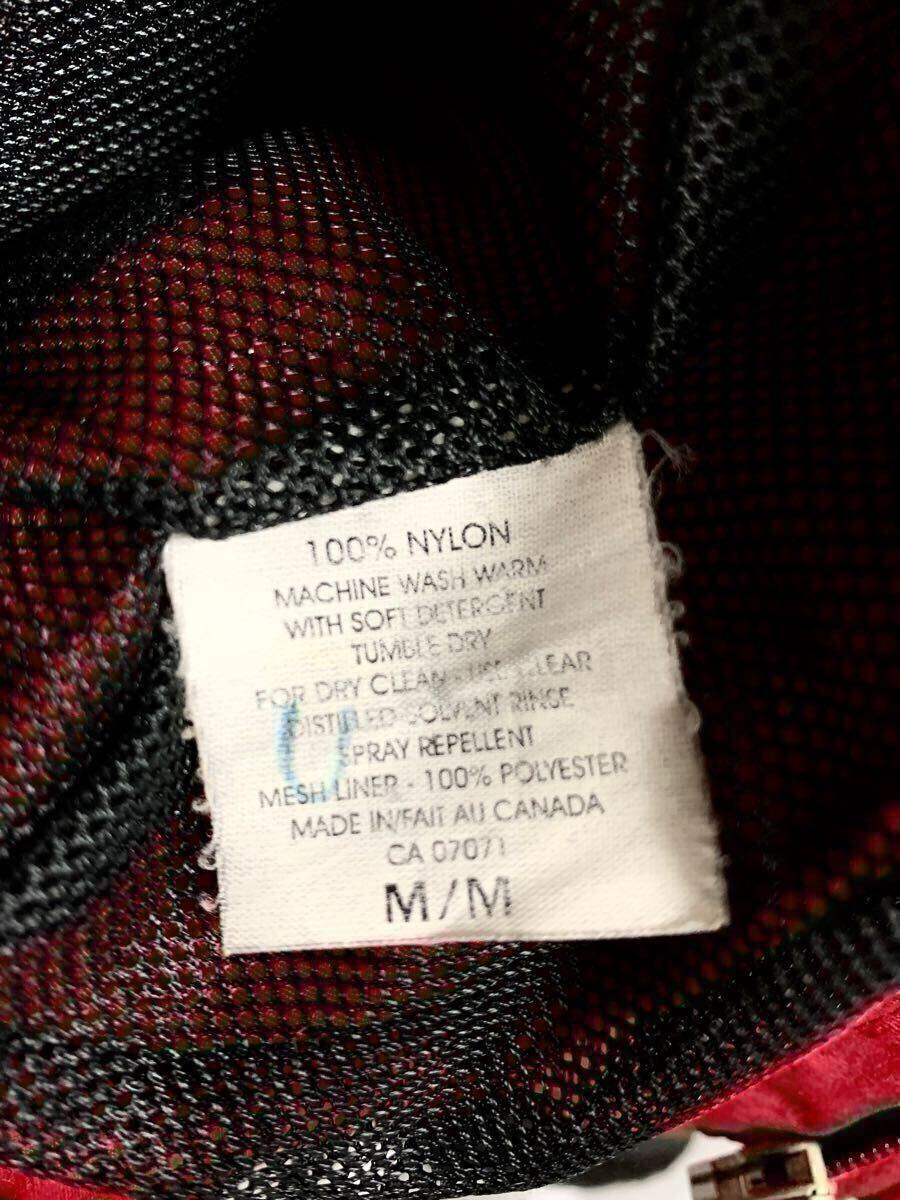 100% NYLON
MACHINE WASH WARM
WITH SOFT DETERGENT
TUMBLE DRY
FOR DRY CLEAN - USE CLEAR
DISTILLED SOLVENT RINSE
SPRAY REPELLENT
MESH LINER - 100% POLYESTER
MADE IN/FAIT AU CANADA
CA 07071
M/M